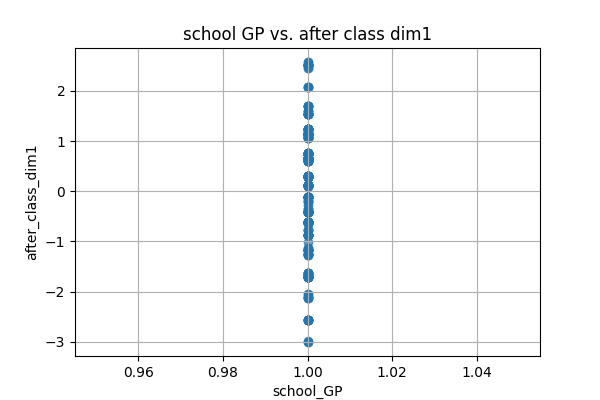 school GP vs. after class dim1
after_class_dim1
2
1
0
−1
−2
−3
0.96 0.98 1.00 1.02 1.04
school_GP